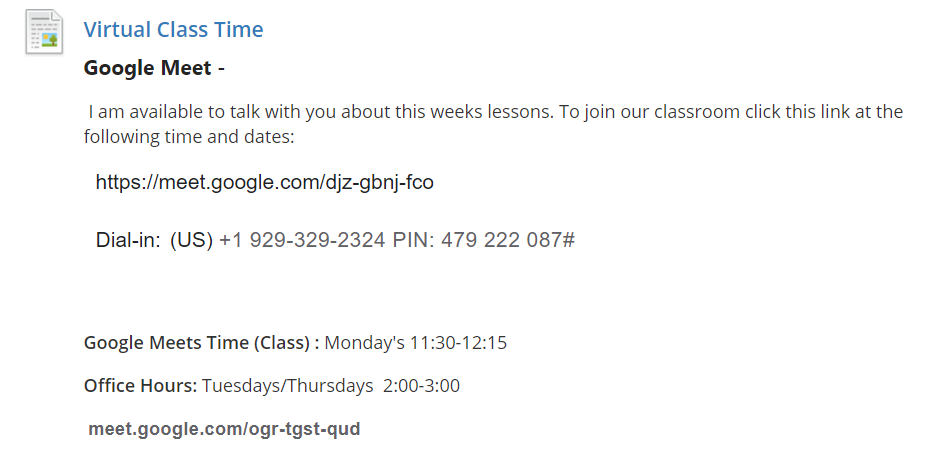 Virtual Class Time
Google Meet -
I am available to talk with you about this weeks lessons. To join our classroom click this link at the
following time and dates:
https://meet.google.com/djz-gbnj-fco
Dial-in: (US) +1 929-329-2324 PIN: 479 222 087#
Google Meets Time (Class) : Monday's 11:30-12:15
Office Hours: Tuesdays/Thursdays 2:00-3:00
meet.google.com/ogr-tgst-qud